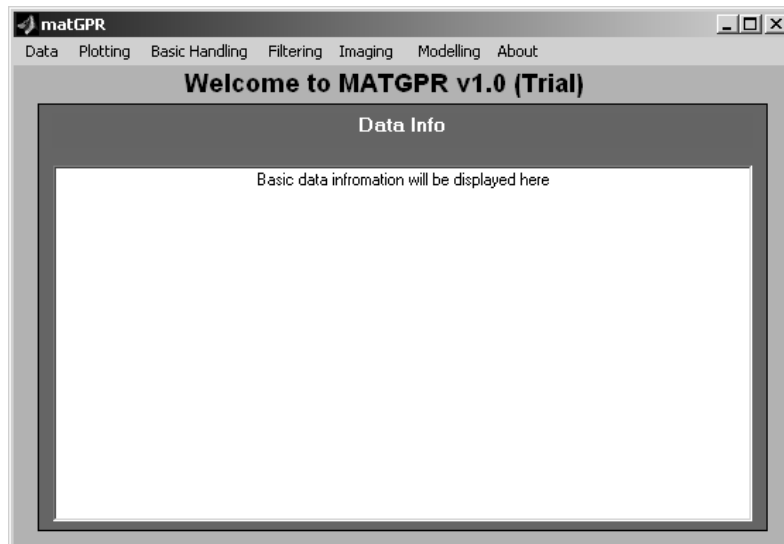 matGPR
Data Plotting Basic Handling Filtering Imaging Modelling About
Welcome to MATGPR v1.0 (Trial)
Data Info
Basic data infromation will be displayed here